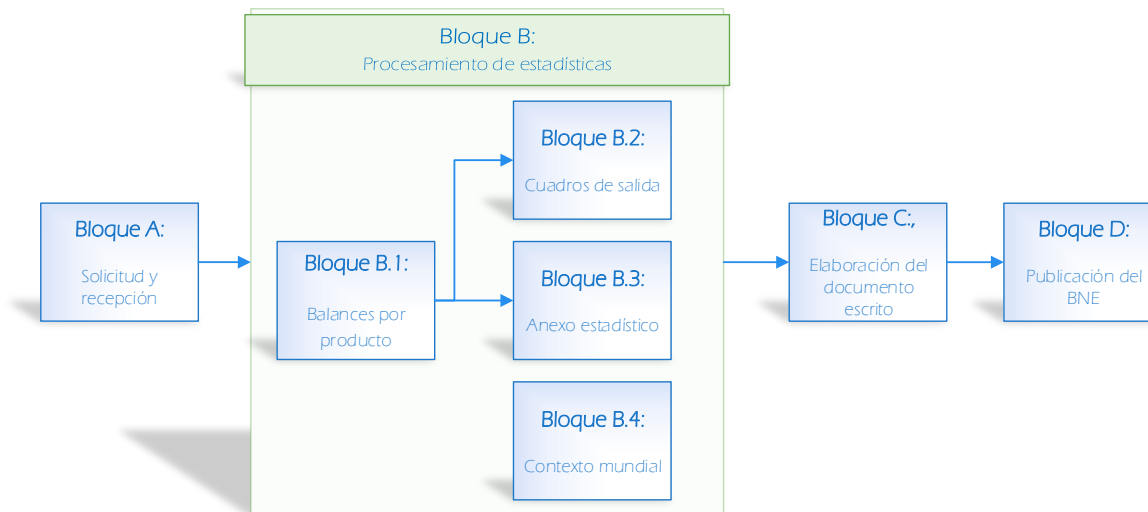 Bloque B:
Procesamiento de estadísticas
Bloque A:
Solicitud y
recepción
Bloque B.1:
Balances por
producto
Bloque B.2:
Cuadros de salida
Bloque B.3:
Anexo estadístico
Bloque B.4:
Contexto mundial
Bloque C:,
Elaboración del
documento
escrito
Bloque D:
Publicación del
BNE